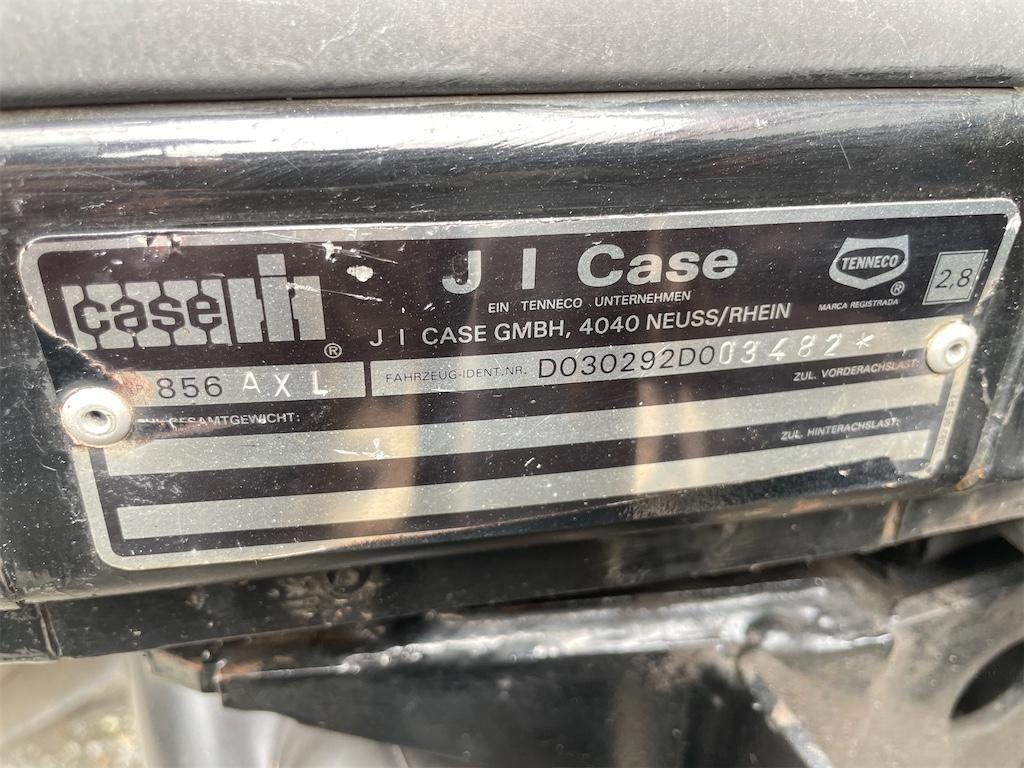 case IH ®
J I Case
EIN TENNECO UNTERNEHMEN
J I CASE GMBH, 4040 NEUSS/RHEIN
TENNECO ®
MARCA REGISTRADA
2,8
856 AXL
FAHRZEUG-IDENT.NR. D030292D003482*
GESAMTGEWICHT:
ZUL. VORDERACHSLAST:
ZUL. HINTERACHSLAST: